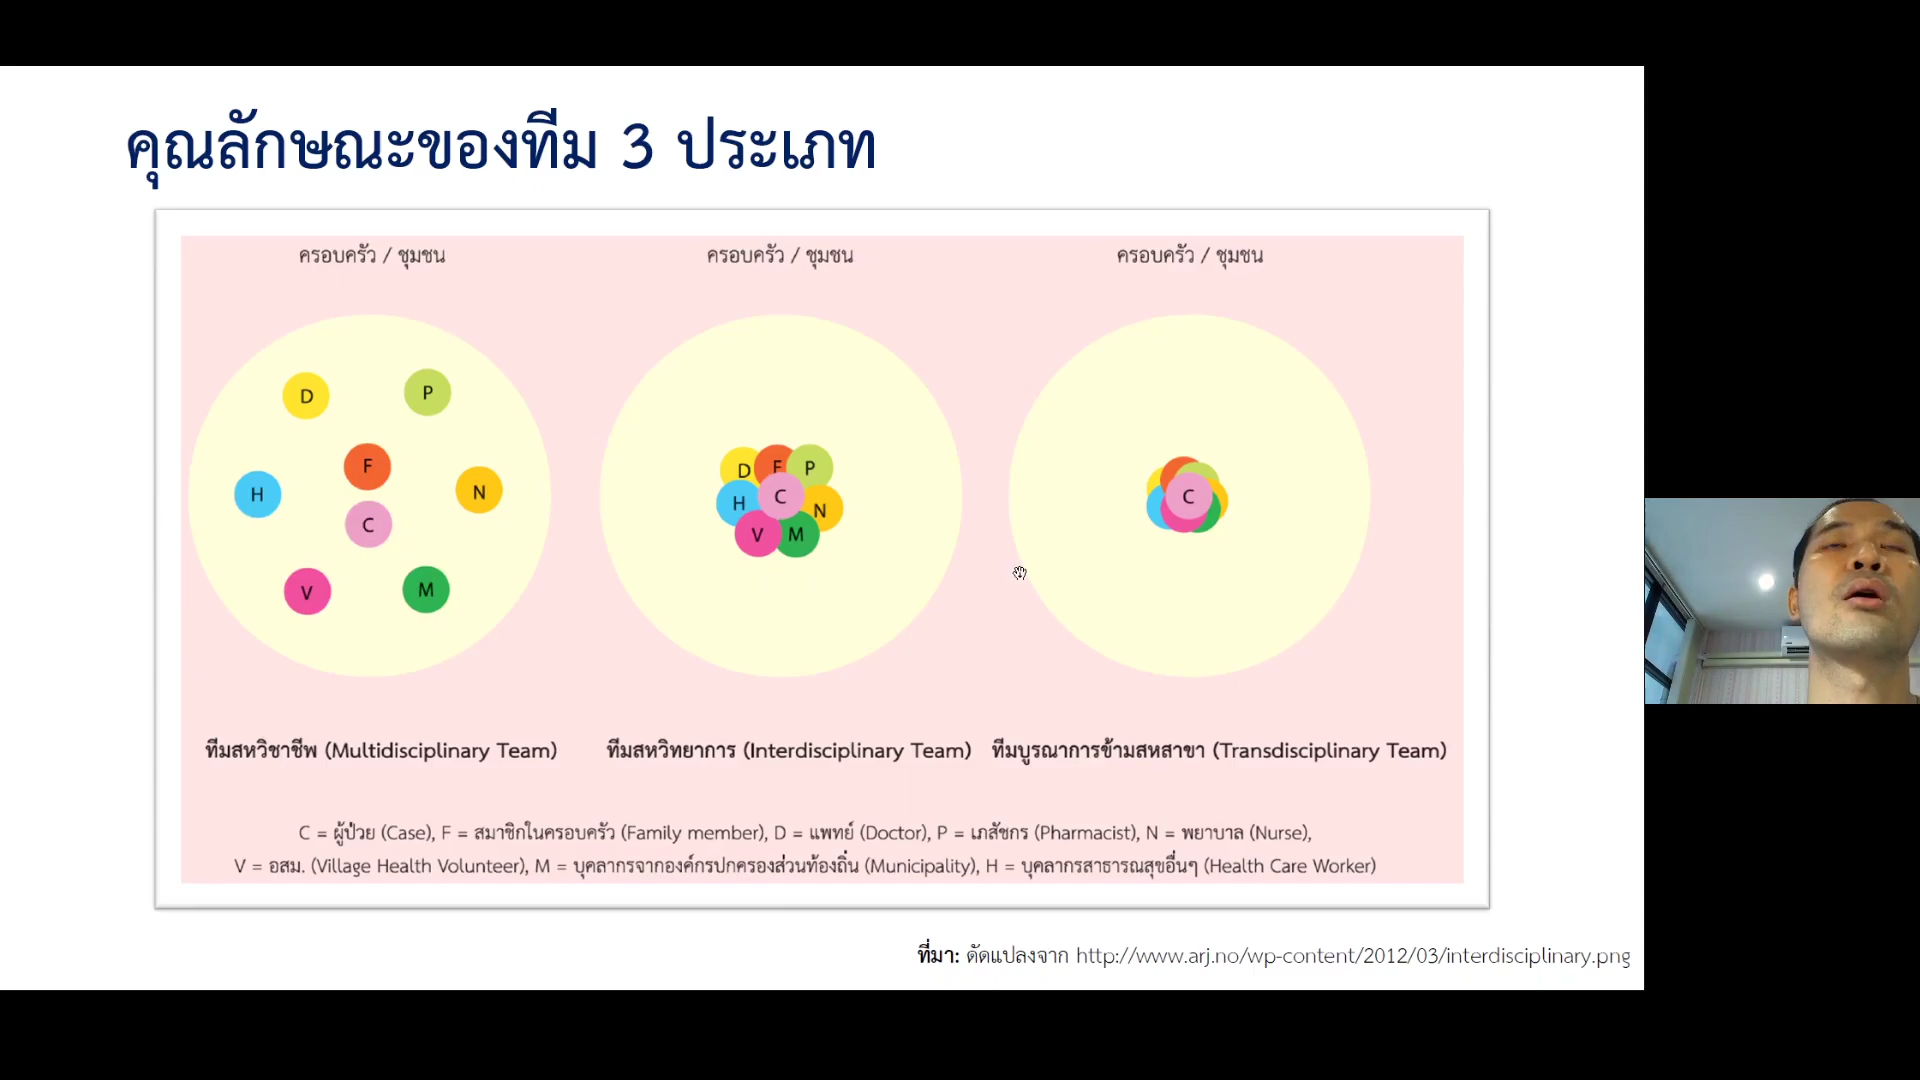 คุณลักษณะของทีม 3 ประเภท
ครอบครัว / ชุมชน
ครอบครัว / ชุมชน
ครอบครัว / ชุมชน
D
P
F
H
N
C
V
M
D
F
P
H
C
N
V
M
C
ทีมสหวิชาชีพ (Multidisciplinary Team)
ทีมสหวิทยาการ (Interdisciplinary Team)
ทีมบูรณาการข้ามสหสาขา (Transdisciplinary Team)
C = ผู้ป่วย (Case), F = สมาชิกในครอบครัว (Family member), D = แพทย์ (Doctor), P = เภสัชกร (Pharmacist), N = พยาบาล (Nurse),
V = อสม. (Village Health Volunteer), M = บุคลากรจากองค์กรปกครองส่วนท้องถิ่น (Municipality), H = บุคลากรสาธารณสุขอื่นๆ (Health Care Worker)
ที่มา: ดัดแปลงจาก http://www.arj.no/wp-content/2012/03/interdisciplinary.png